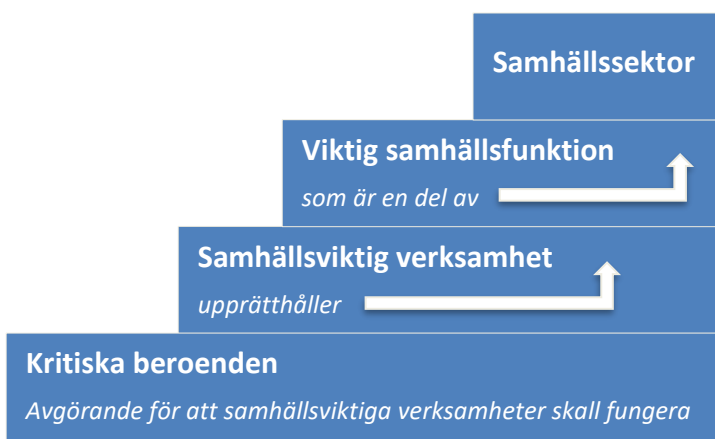 Samhällssektor
Viktig samhällsfunktion
som är en del av
Samhällsviktig verksamhet
upprätthåller
Kritiska beroenden
Avgörande för att samhällsviktiga verksamheter skall fungera